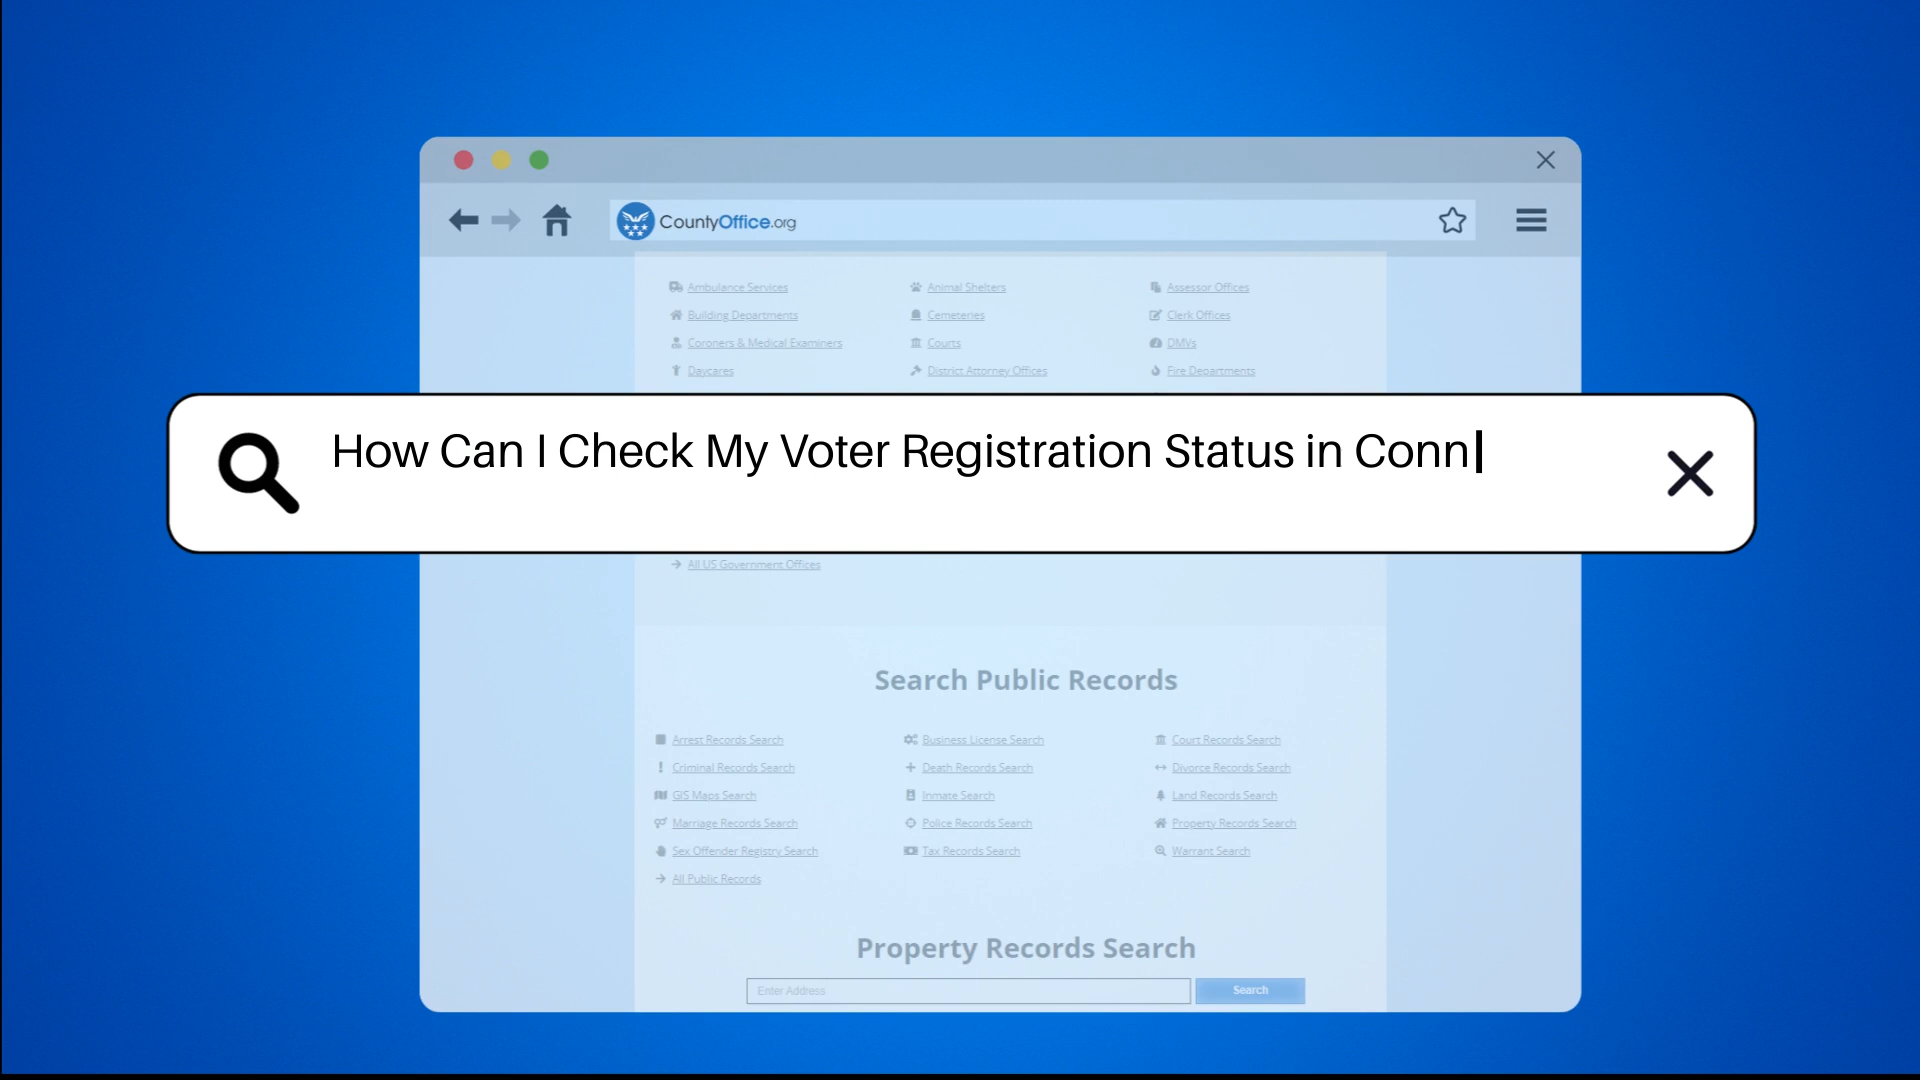 CountyOffice.org
Ambulance Services Animal Shelters Assessor Offices
Building Departments Cemeteries Clerk Offices
Coroners & Medical Examiners Courts DMVs
Daycares District Attorney Offices Fire Departments
How Can I Check My Voter Registration Status in Conn
All US Government Offices
Search Public Records
Arrest Records Search Business License Search Court Records Search
Criminal Records Search Death Records Search Divorce Records Search
GIS Maps Search Inmate Search Land Records Search
Marriage Records Search Police Records Search Property Records Search
Sex Offender Registry Search Tax Records Search Warrant Search
All Public Records
Property Records Search
Enter Address Search